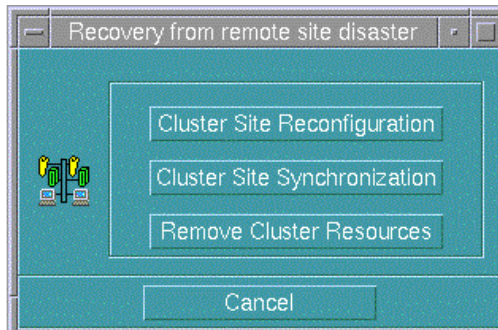 Recovery from remote site disaster
Cluster Site Reconfiguration
Cluster Site Synchronization
Remove Cluster Resources
Cancel